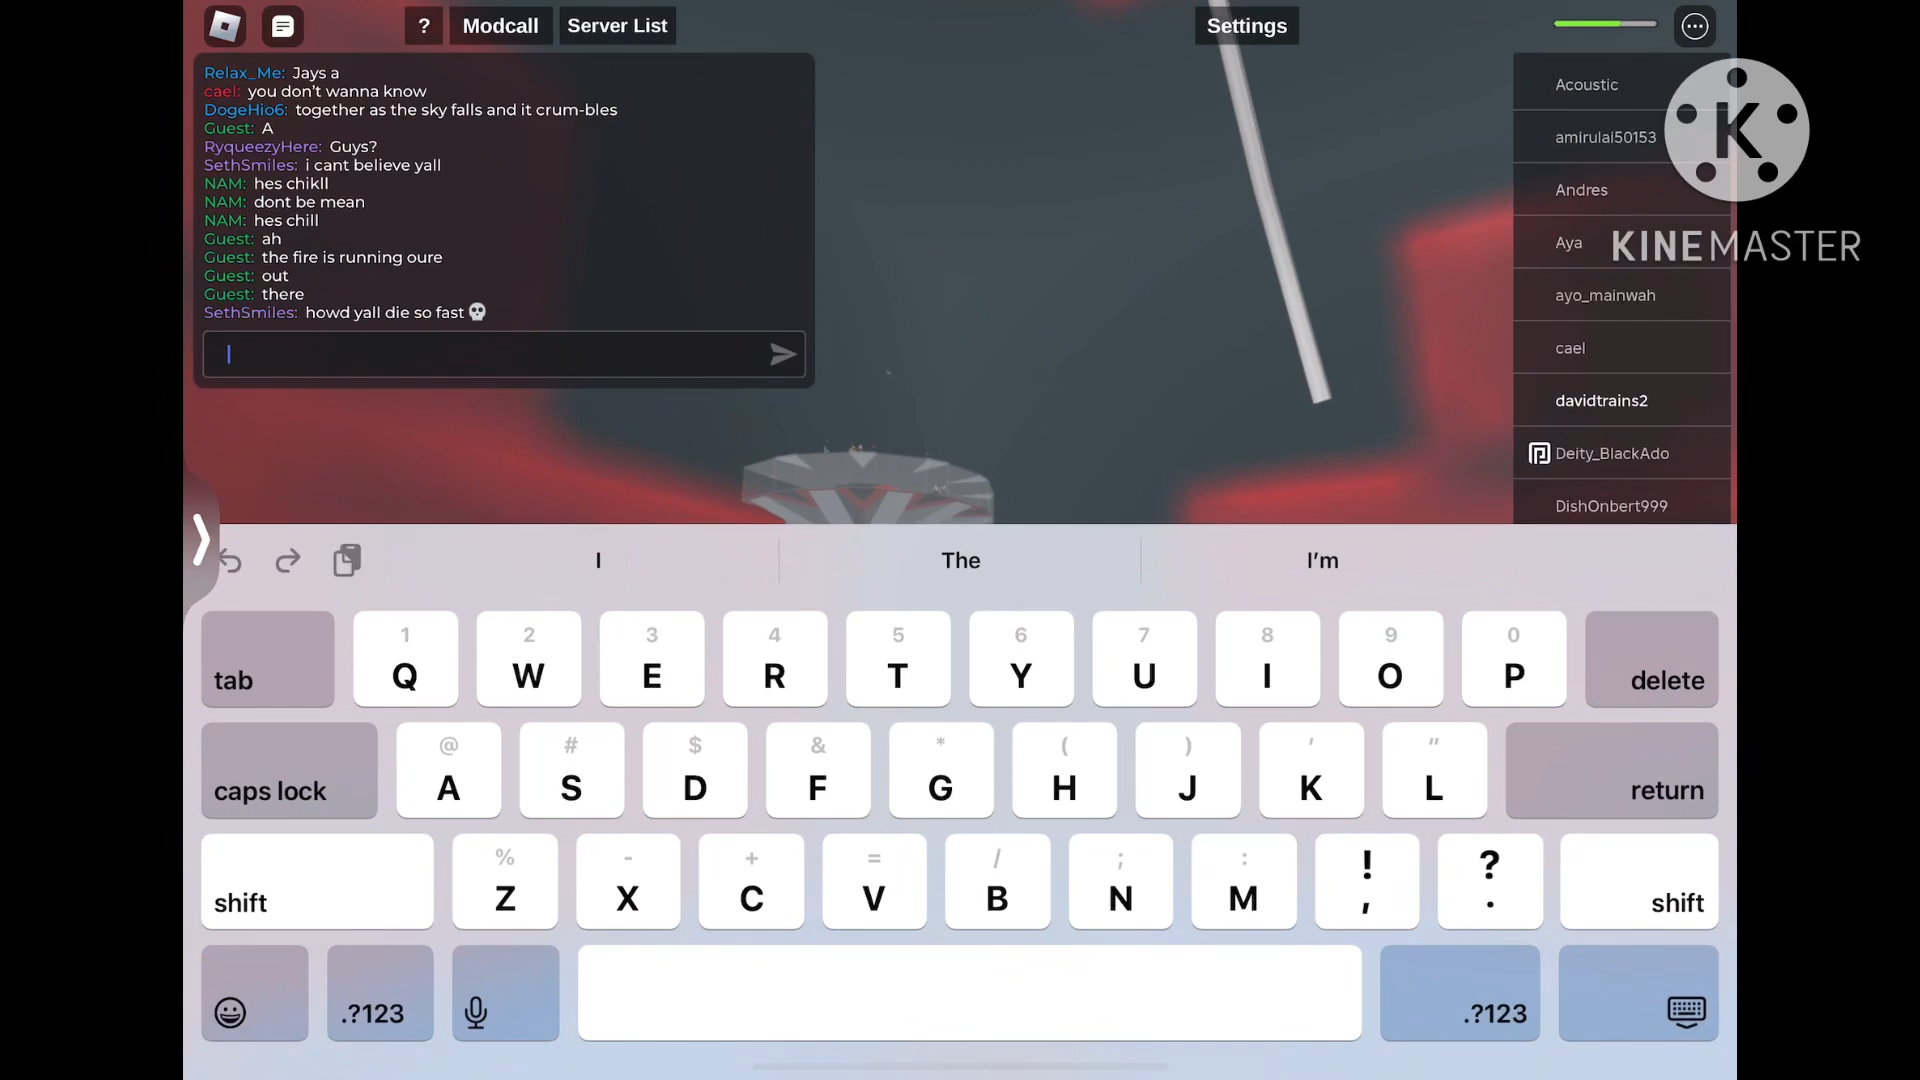 ? Modcall Server List Settings
Relax_Me: Jays a
cael: you don't wanna know
DogeHio6: together as the sky falls and it crum-bles
Guest: A
RyqueezyHere: Guys?
SethSmiles: i cant believe yall
NAM: hes chikll
NAM: dont be mean
NAM: hes chill
Guest: ah
Guest: the fire is running oure
Guest: out
Guest: there
SethSmiles: howd yall die so fast 💀
Acoustic
amirulai50153
Andres
Aya
ayo_mainwah
cael
davidtrains2
Deity_BlackAdo
DishOnbert999
K
KINEMASTER
I The I'm
1 2 3 4 5 6 7 8 9 0
tab Q W E R T Y U I O P delete
@ # $ & * ( ) ' "
caps lock A S D F G H J K L return
% - + = / ; : ! ?
shift Z X C V B N M , . shift
.?123 .?123